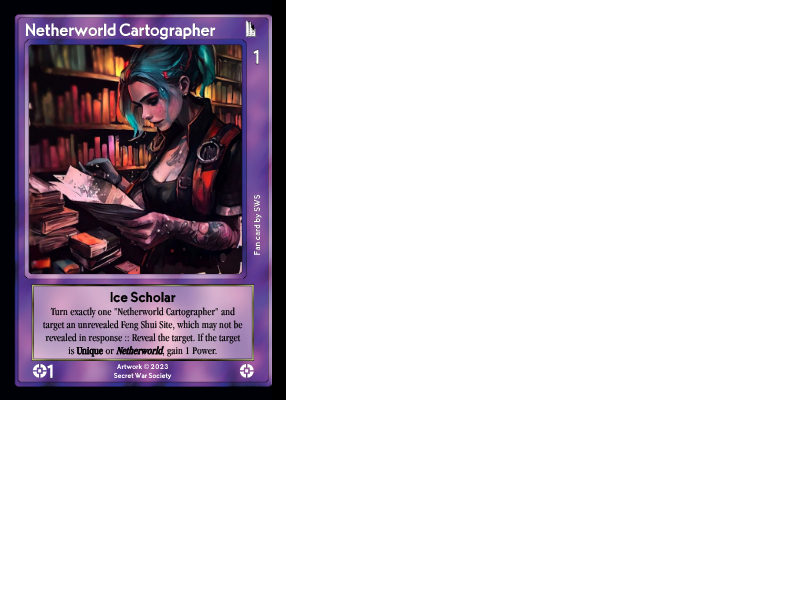 Netherworld Cartographer
1
Fan card by SWS
Ice Scholar
Turn exactly one "Netherworld Cartographer" and
target an unrevealed Feng Shui Site, which may not be
revealed in response :: Reveal the target. If the target
is Unique or Netherworld, gain 1 Power.
1
Artwork © 2023
Secret War Society